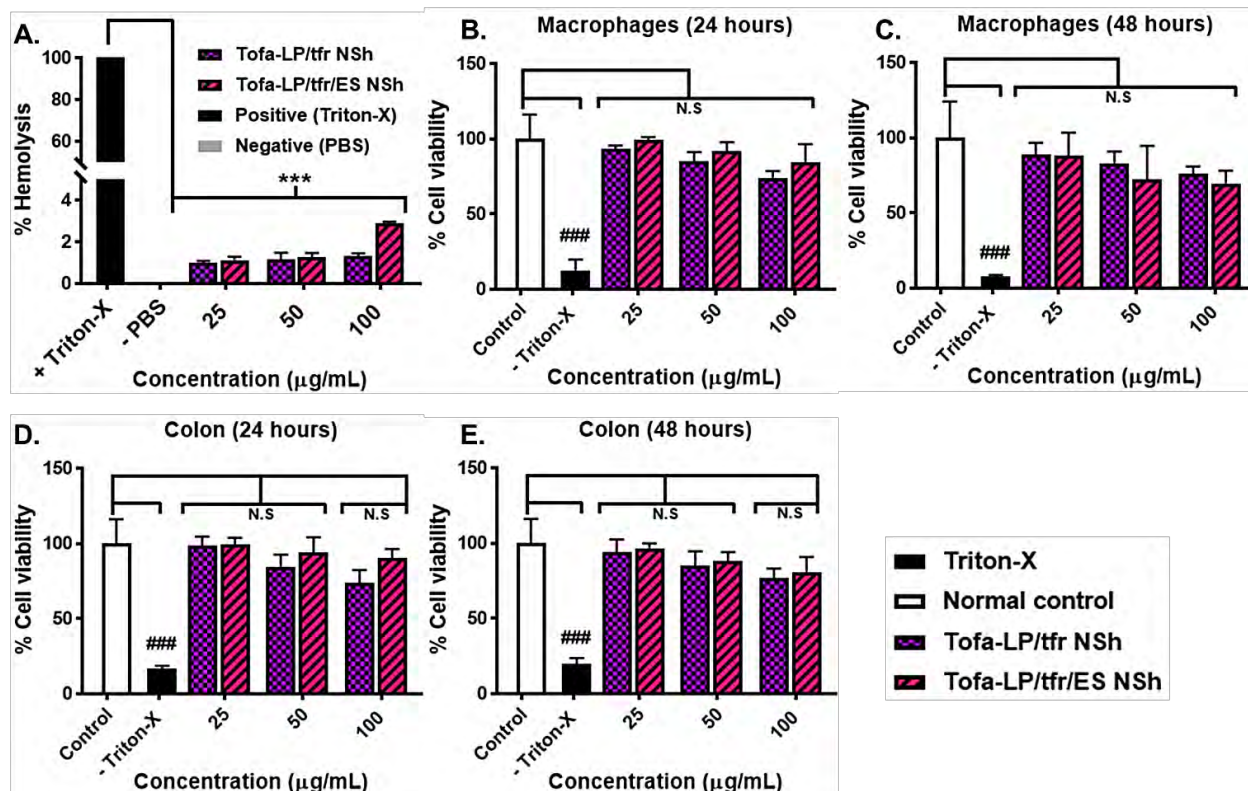 A.
% Hemolysis
100
80
60
4
2
0
Tofa-LP/tfr NSh
Tofa-LP/tfr/ES NSh
Positive (Triton-X)
Negative (PBS)
***
+ Triton-X
- PBS
25
50
100
Concentration (μg/mL)
B.
Macrophages (24 hours)
% Cell viability
150
100
50
0
N.S
###
Control
- Triton-X
25
50
100
Concentration (μg/mL)
C.
Macrophages (48 hours)
% Cell viability
150
100
50
0
N.S
###
Control
- Triton-X
25
50
100
Concentration (μg/mL)
D.
Colon (24 hours)
% Cell viability
150
100
50
0
N.S
N.S
###
Control
- Triton-X
25
50
100
Concentration (μg/mL)
E.
Colon (48 hours)
% Cell viability
150
100
50
0
N.S
N.S
###
Control
- Triton-X
25
50
100
Concentration (μg/mL)
Triton-X
Normal control
Tofa-LP/tfr NSh
Tofa-LP/tfr/ES NSh